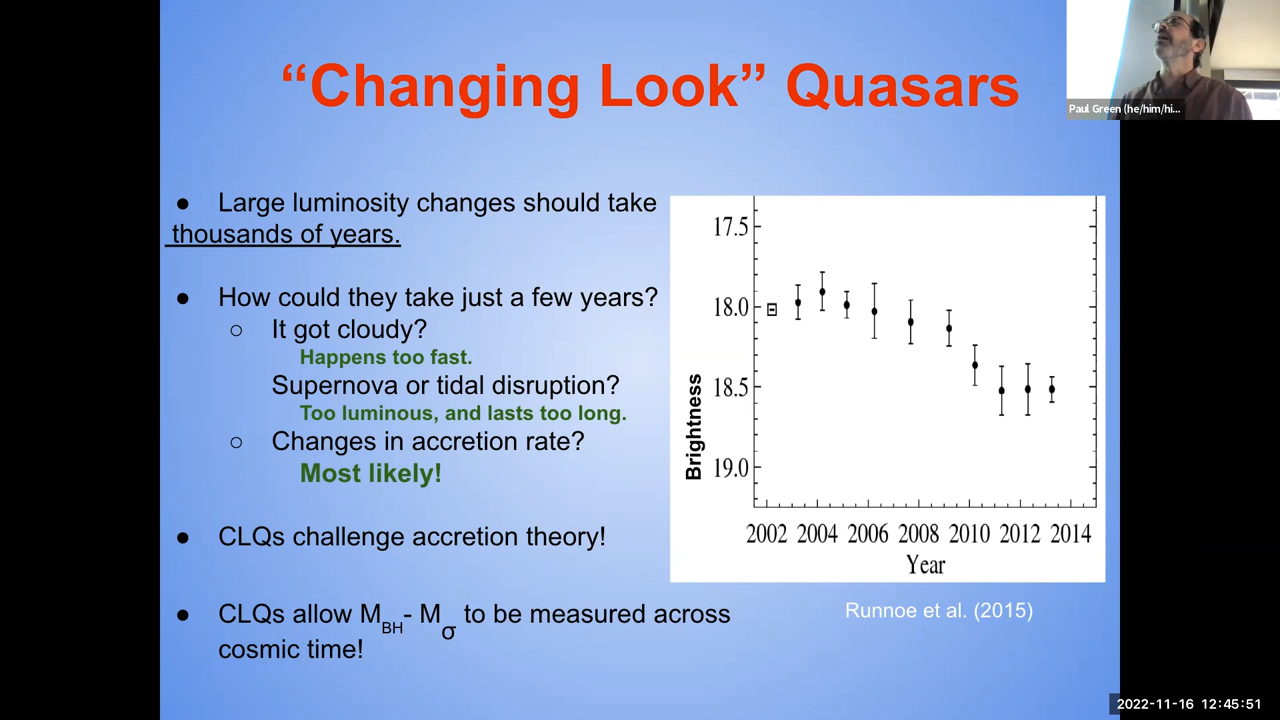 “Changing Look” Quasars
Paul Green (he/him/hi...
● Large luminosity changes should take
thousands of years.
● How could they take just a few years?
○ It got cloudy?
Happens too fast.
Supernova or tidal disruption?
Too luminous, and lasts too long.
○ Changes in accretion rate?
Most likely!
● CLQs challenge accretion theory!
● CLQs allow MBH- Mσ to be measured across
cosmic time!
Brightness
17.5
18.0
18.5
19.0
2002 2004 2006 2008 2010 2012 2014
Year
Runnoe et al. (2015)
2022-11-16 12:45:51